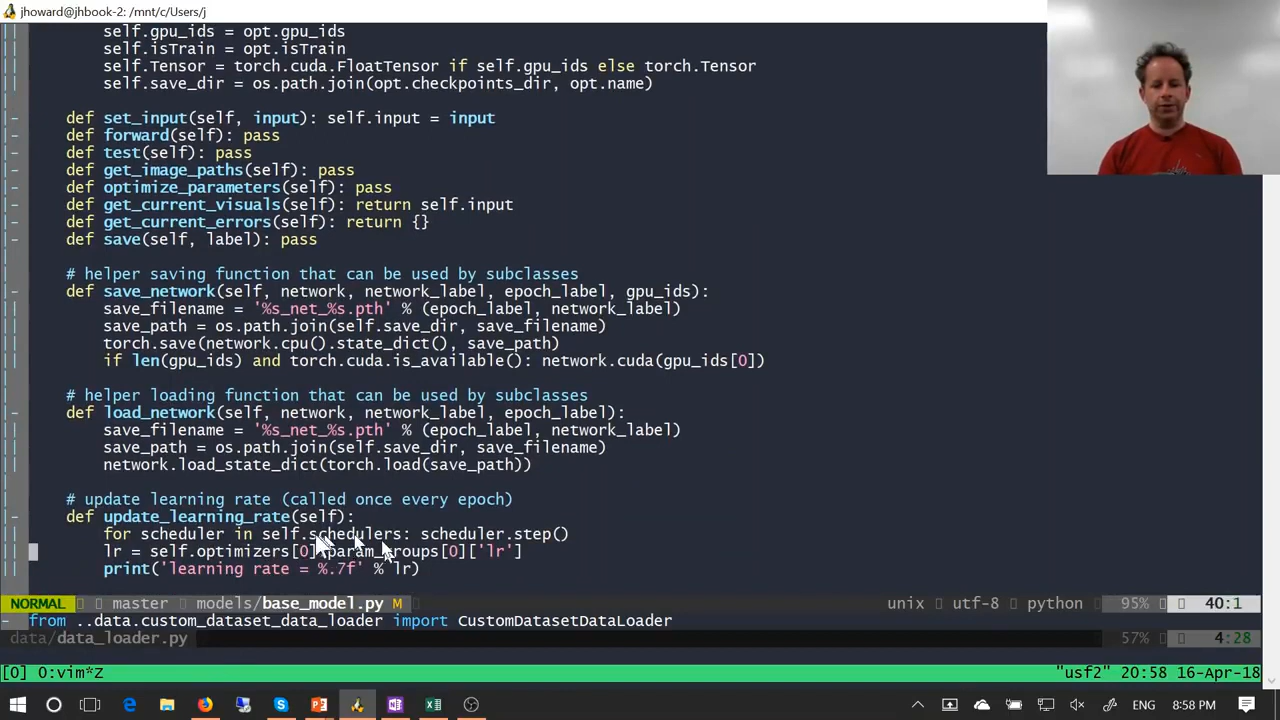 jhoward@jhbook-2: /mnt/c/Users/j
self.gpu_ids = opt.gpu_ids
self.isTrain = opt.isTrain
self.Tensor = torch.cuda.FloatTensor if self.gpu_ids else torch.Tensor
self.save_dir = os.path.join(opt.checkpoints_dir, opt.name)
def set_input(self, input): self.input = input
def forward(self): pass
def test(self): pass
def get_image_paths(self): pass
def optimize_parameters(self): pass
def get_current_visuals(self): return self.input
def get_current_errors(self): return {}
def save(self, label): pass
# helper saving function that can be used by subclasses
def save_network(self, network, network_label, epoch_label, gpu_ids):
save_filename = '%s_net_%s.pth' % (epoch_label, network_label)
save_path = os.path.join(self.save_dir, save_filename)
torch.save(network.cpu().state_dict(), save_path)
if len(gpu_ids) and torch.cuda.is_available(): network.cuda(gpu_ids[0])
# helper loading function that can be used by subclasses
def load_network(self, network, network_label, epoch_label):
save_filename = '%s_net_%s.pth' % (epoch_label, network_label)
save_path = os.path.join(self.save_dir, save_filename)
network.load_state_dict(torch.load(save_path))
# update learning rate (called once every epoch)
def update_learning_rate(self):
for scheduler in self.schedulers: scheduler.step()
lr = self.optimizers[0].param_groups[0]['lr']
print('learning rate = %.7f' % lr)
NORMAL master models/base_model.py M unix utf-8 python 95% 40:1
from ..data.custom_dataset_data_loader import CustomDatasetDataLoader
data/data_loader.py 57% 4:28
[0] 0:vim*Z "usf2" 20:58 16-Apr-18
ENG 8:58 PM